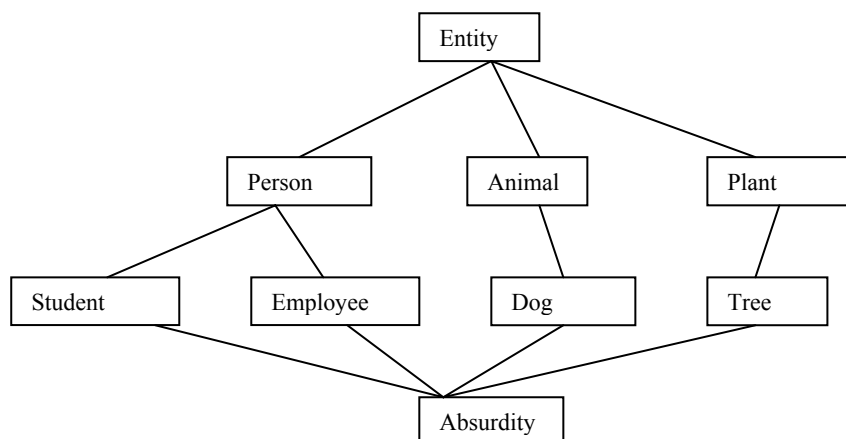 Entity
Person
Animal
Plant
Student
Employee
Dog
Tree
Absurdity